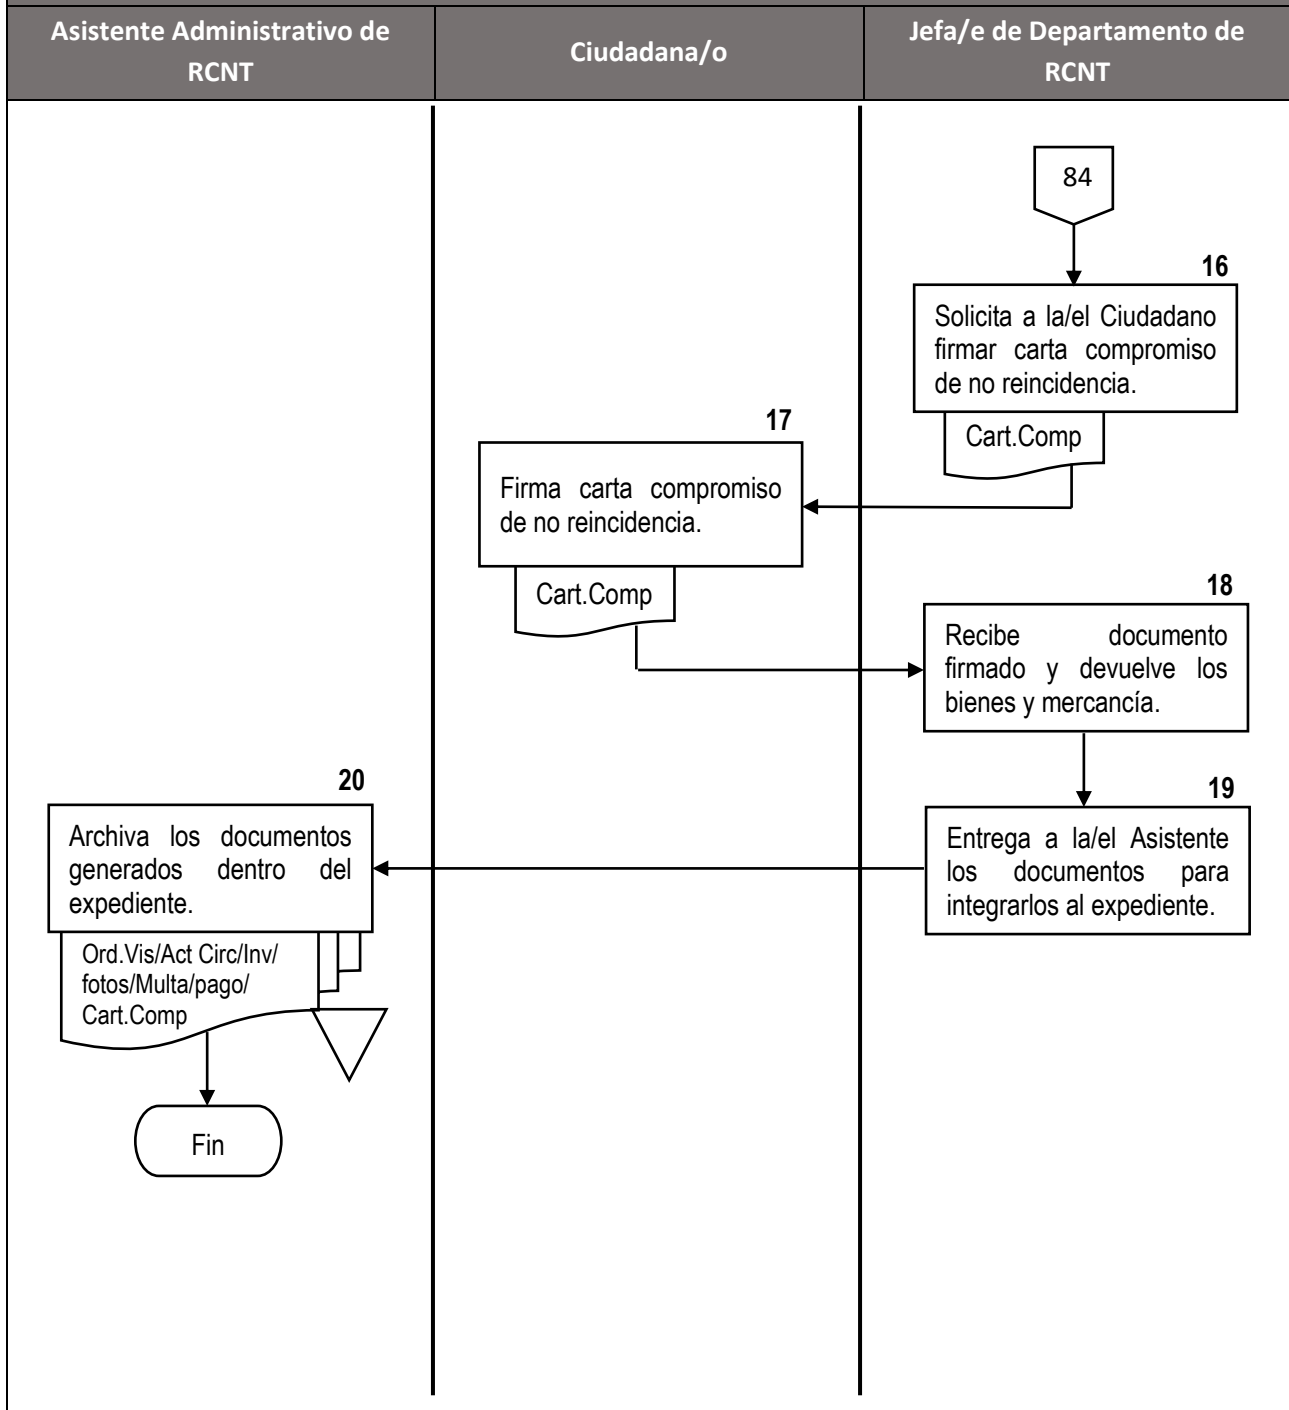 Asistente Administrativo de
RCNT
Ciudadana/o
Jefa/e de Departamento de
RCNT
84
16
Solicita a la/el Ciudadano
firmar carta compromiso
de no reincidencia.
Cart.Comp
17
Firma carta compromiso
de no reincidencia.
Cart.Comp
18
Recibe documento
firmado y devuelve los
bienes y mercancía.
19
Entrega a la/el Asistente
los documentos para
integrarlos al expediente.
20
Archiva los documentos
generados dentro del
expediente.
Ord.Vis/Act Circ/Inv/
fotos/Multa/pago/
Cart.Comp
Fin